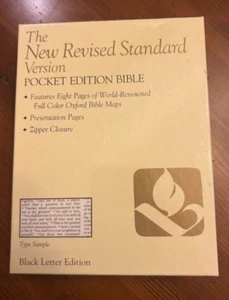 The
New Revised Standard
Version
POCKET EDITION BIBLE
• Features Eight Pages of World-Renowned
Full Color Oxford Bible Maps
• Presentation Pages
• Zipper Closure
Type Sample
Black Letter Edition